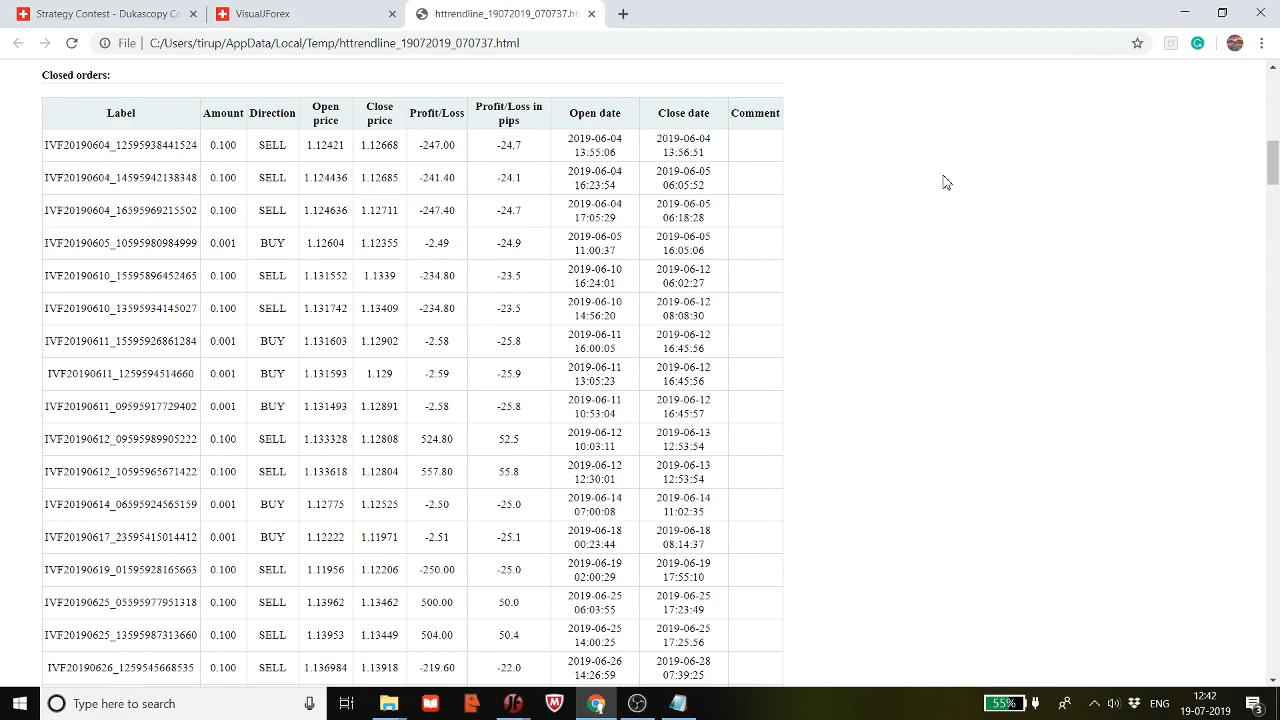 Strategy Contest - Dukascopy Co
VisualJForex
httrendline_19072019_070737.ht
File | C:/Users/tirup/AppData/Local/Temp/httrendline_19072019_070737.html
Closed orders:
Label Amount Direction Open price Close price Profit/Loss Profit/Loss in pips Open date Close date Comment
IVF20190604_12595938441524 0.100 SELL 1.12421 1.12668 -247.00 -24.7 2019-06-04 13:55:06 2019-06-04 13:56:51
IVF20190604_14595942138348 0.100 SELL 1.124436 1.12685 -241.40 -24.1 2019-06-04 16:23:54 2019-06-05 06:05:52
IVF20190604_16595969215502 0.100 SELL 1.124636 1.12711 -247.40 -24.7 2019-06-04 17:05:29 2019-06-05 06:18:28
IVF20190605_10595980984999 0.001 BUY 1.12604 1.12355 -2.49 -24.9 2019-06-05 11:00:37 2019-06-05 16:05:06
IVF20190610_15595896452465 0.100 SELL 1.131552 1.1339 -234.80 -23.5 2019-06-10 16:24:01 2019-06-12 06:02:27
IVF20190610_13595934145027 0.100 SELL 1.131742 1.13409 -234.80 -23.5 2019-06-10 14:56:20 2019-06-12 08:08:30
IVF20190611_15595926861284 0.001 BUY 1.131603 1.12902 -2.58 -25.8 2019-06-11 16:00:05 2019-06-12 16:45:56
IVF20190611_1259594514660 0.001 BUY 1.131593 1.129 -2.59 -25.9 2019-06-11 13:05:23 2019-06-12 16:45:56
IVF20190611_09595917729402 0.001 BUY 1.131493 1.12891 -2.58 -25.8 2019-06-11 10:53:04 2019-06-12 16:45:57
IVF20190612_09595989905222 0.100 SELL 1.133328 1.12808 524.80 52.5 2019-06-12 10:03:11 2019-06-13 12:53:54
IVF20190612_10595965671422 0.100 SELL 1.133618 1.12804 557.80 55.8 2019-06-12 12:30:01 2019-06-13 12:53:54
IVF20190614_06595924565159 0.001 BUY 1.12775 1.12525 -2.50 -25.0 2019-06-14 07:00:08 2019-06-14 11:02:35
IVF20190617_23595415014412 0.001 BUY 1.12222 1.11971 -2.51 -25.1 2019-06-18 00:23:44 2019-06-18 08:14:37
IVF20190619_01595928165663 0.100 SELL 1.11956 1.12206 -250.00 -25.0 2019-06-19 02:00:29 2019-06-19 17:55:10
IVF20190625_05595977951318 0.100 SELL 1.13962 1.13462 500.00 50.0 2019-06-25 06:03:55 2019-06-25 17:23:49
IVF20190625_13595987313660 0.100 SELL 1.13953 1.13449 504.00 50.4 2019-06-25 14:00:25 2019-06-25 17:25:56
IVF20190626_1259545668535 0.100 SELL 1.136984 1.13918 -219.60 -22.0 2019-06-26 14:26:59 2019-06-28 07:39:25
Type here to search
55%
ENG
12:42
19-07-2019
3